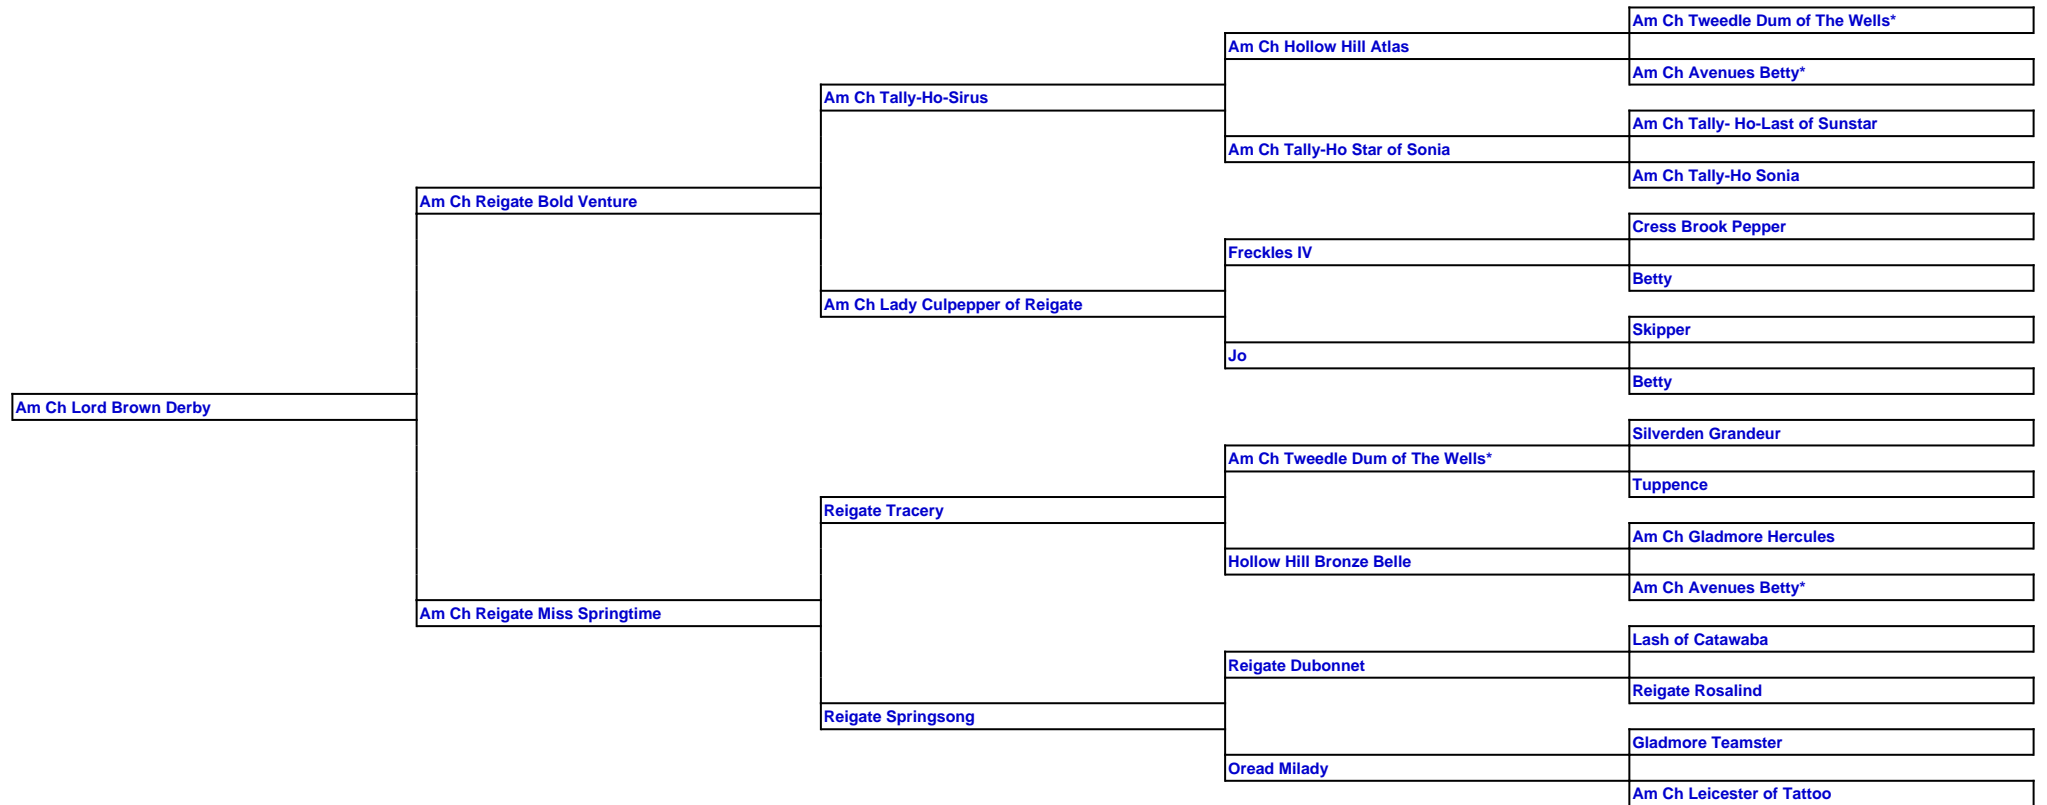 Am Ch Tweedle Dum of The Wells*
Am Ch Hollow Hill Atlas
Am Ch Avenues Betty*
Am Ch Tally-Ho-Sirus
Am Ch Tally- Ho-Last of Sunstar
Am Ch Tally-Ho Star of Sonia
Am Ch Tally-Ho Sonia
Am Ch Reigate Bold Venture
Cress Brook Pepper
Freckles IV
Betty
Am Ch Lady Culpepper of Reigate
Skipper
Jo
Betty
Am Ch Lord Brown Derby
Silverden Grandeur
Am Ch Tweedle Dum of The Wells*
Tuppence
Reigate Tracery
Am Ch Gladmore Hercules
Hollow Hill Bronze Belle
Am Ch Avenues Betty*
Am Ch Reigate Miss Springtime
Lash of Catawaba
Reigate Dubonnet
Reigate Rosalind
Reigate Springsong
Gladmore Teamster
Oread Milady
Am Ch Leicester of Tattoo